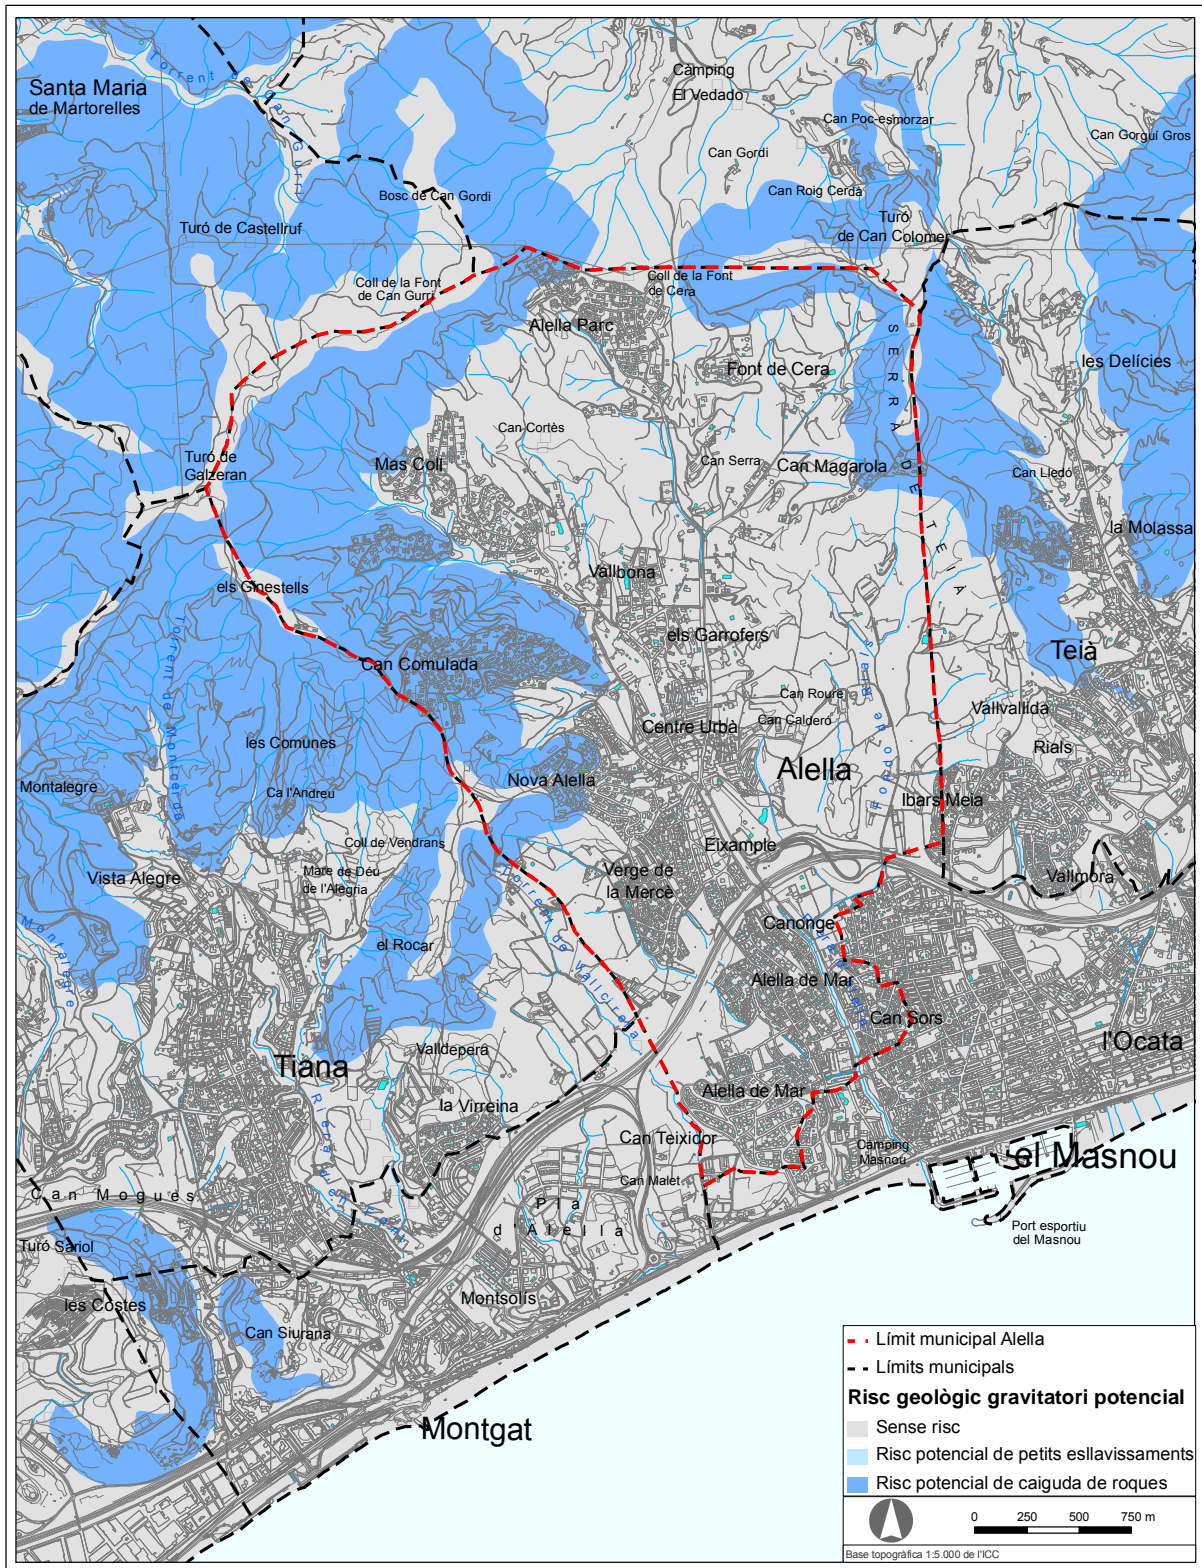 Santa Maria
de Martorelles
Torrent de Can Gurri
Càmping
El Vedado
Can Poc-esmorzar
Can Gorguí Gros
Can Gordi
Can Roig Cerdà
Bosc de Can Gordi
Turó de Castellruf
Turó
de Can Colomer
Coll de la Font
de Can Gurri
Coll de la Font
de Cera
Alella Parc
SERRA DE TEIÀ
Font de Cera
les Delícies
Can Cortès
Mas Coll
Can Serra
Can Magarola
Can Lledó
Turó de
Galzeran
la Molassa
Vallbona
els Ginestells
els Garrofers
Torrent de Monterda
Can Comulada
Teià
Can Roure
Can Calderó
Centre Urbà
Vallvallida
Rials
les Comunes
Montalegre
Ca l'Andreu
Nova Alella
Alella
Ibars Meia
Coll de Vendrans
Eixample
Vista Alegre
Mare de Déu
de l'Alegria
Verge de
la Mercè
Vallmora
Torrent de Vallcirera
Montalegre
el Rocar
Canonge
Alella de Mar
Can Sors
Valldepera
l'Ocata
Tiana
la Virreina
Alella de Mar
Can Teixidor
Càmping
Masnou
el Masnou
Can Mogues
Can Malet
Pla
d'Alella
Port esportiu
del Masnou
Turó Sariol
les Costes
Montsolís
Can Siurana
Montgat
Límit municipal Alella
Límits municipals
Risc geològic gravitatori potencial
Sense risc
Risc potencial de petits esllavissaments
Risc potencial de caiguda de roques
0 250 500 750 m
Base topogràfica 1:5.000 de l'ICC